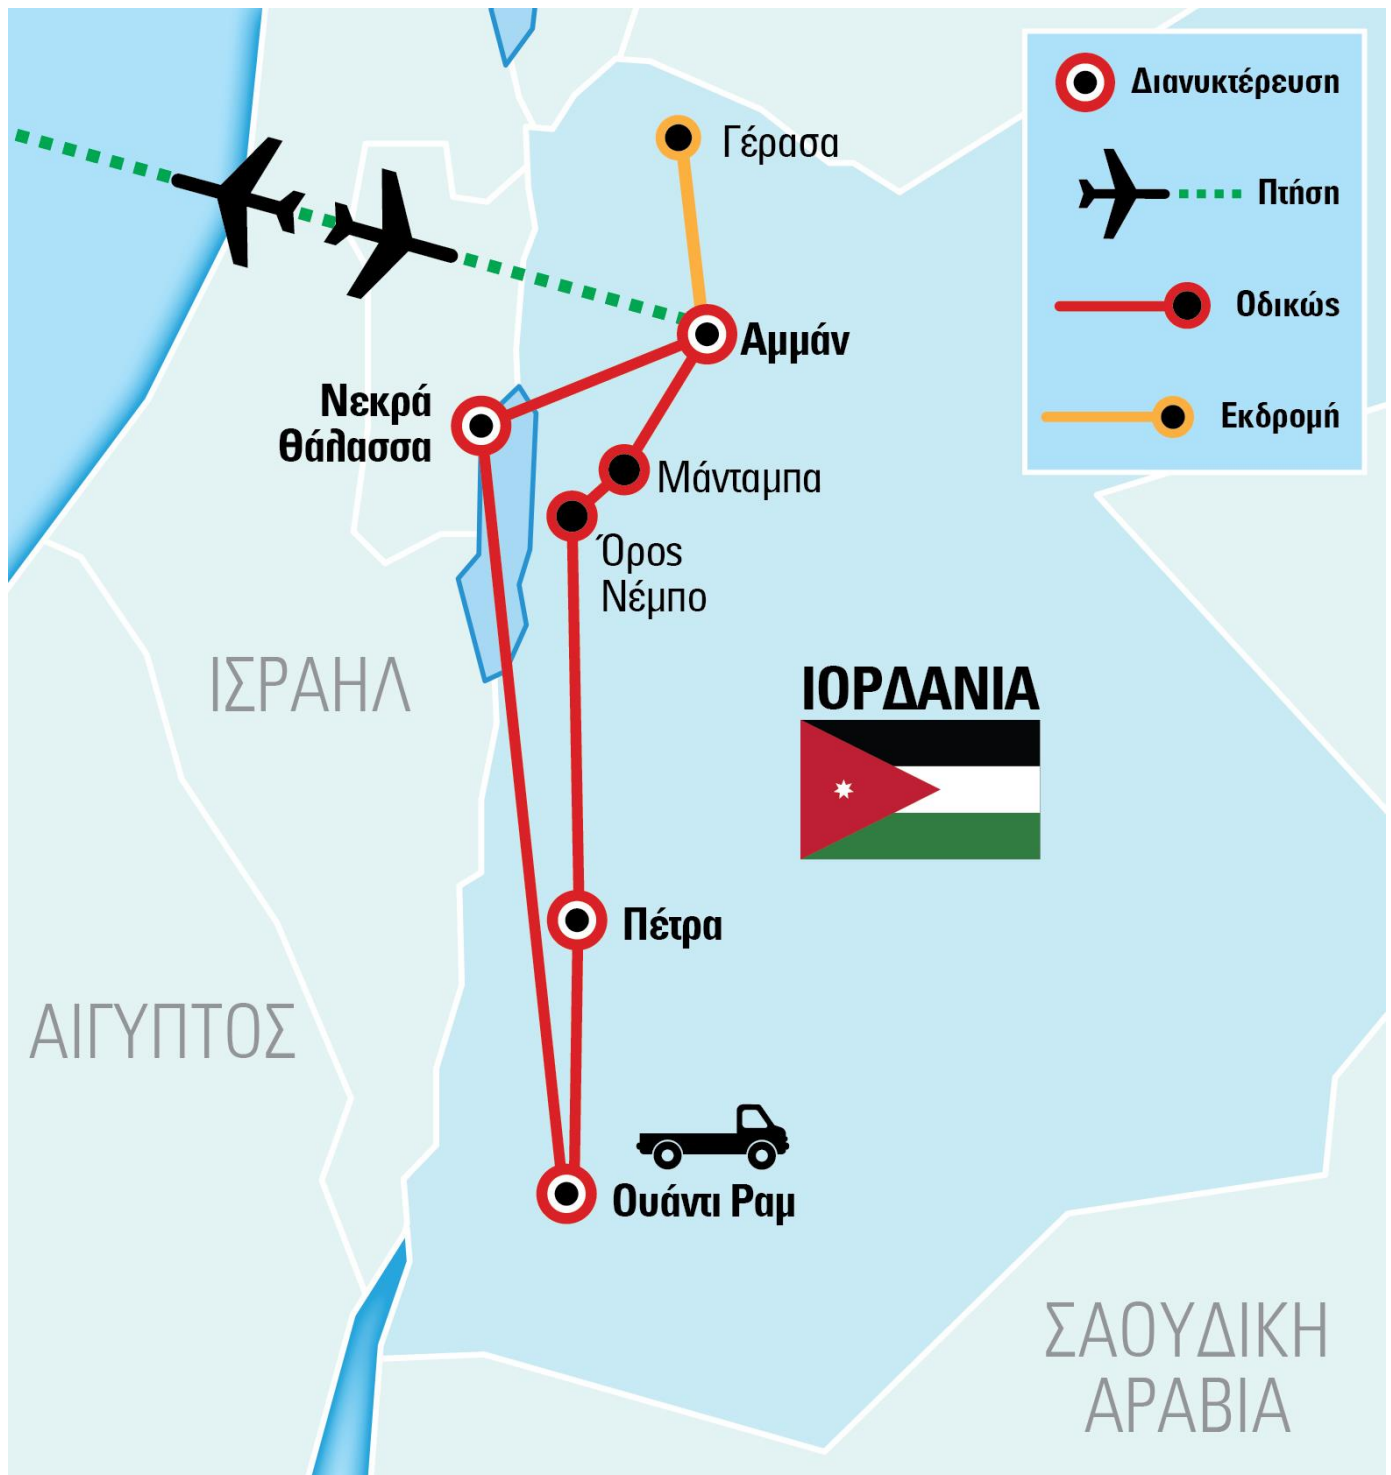 Διανυκτέρευση
Πτήση
Οδικώς
Εκδρομή
Γέρασα
Αμμάν
Νεκρά
Θάλασσα
Μάνταμπα
Όρος
Νέμπο
ΙΣΡΑΗΛ
ΙΟΡΔΑΝΙΑ
Πέτρα
ΑΙΓΥΠΤΟΣ
Ουάντι Ραμ
ΣΑΟΥΔΙΚΗ
ΑΡΑΒΙΑ